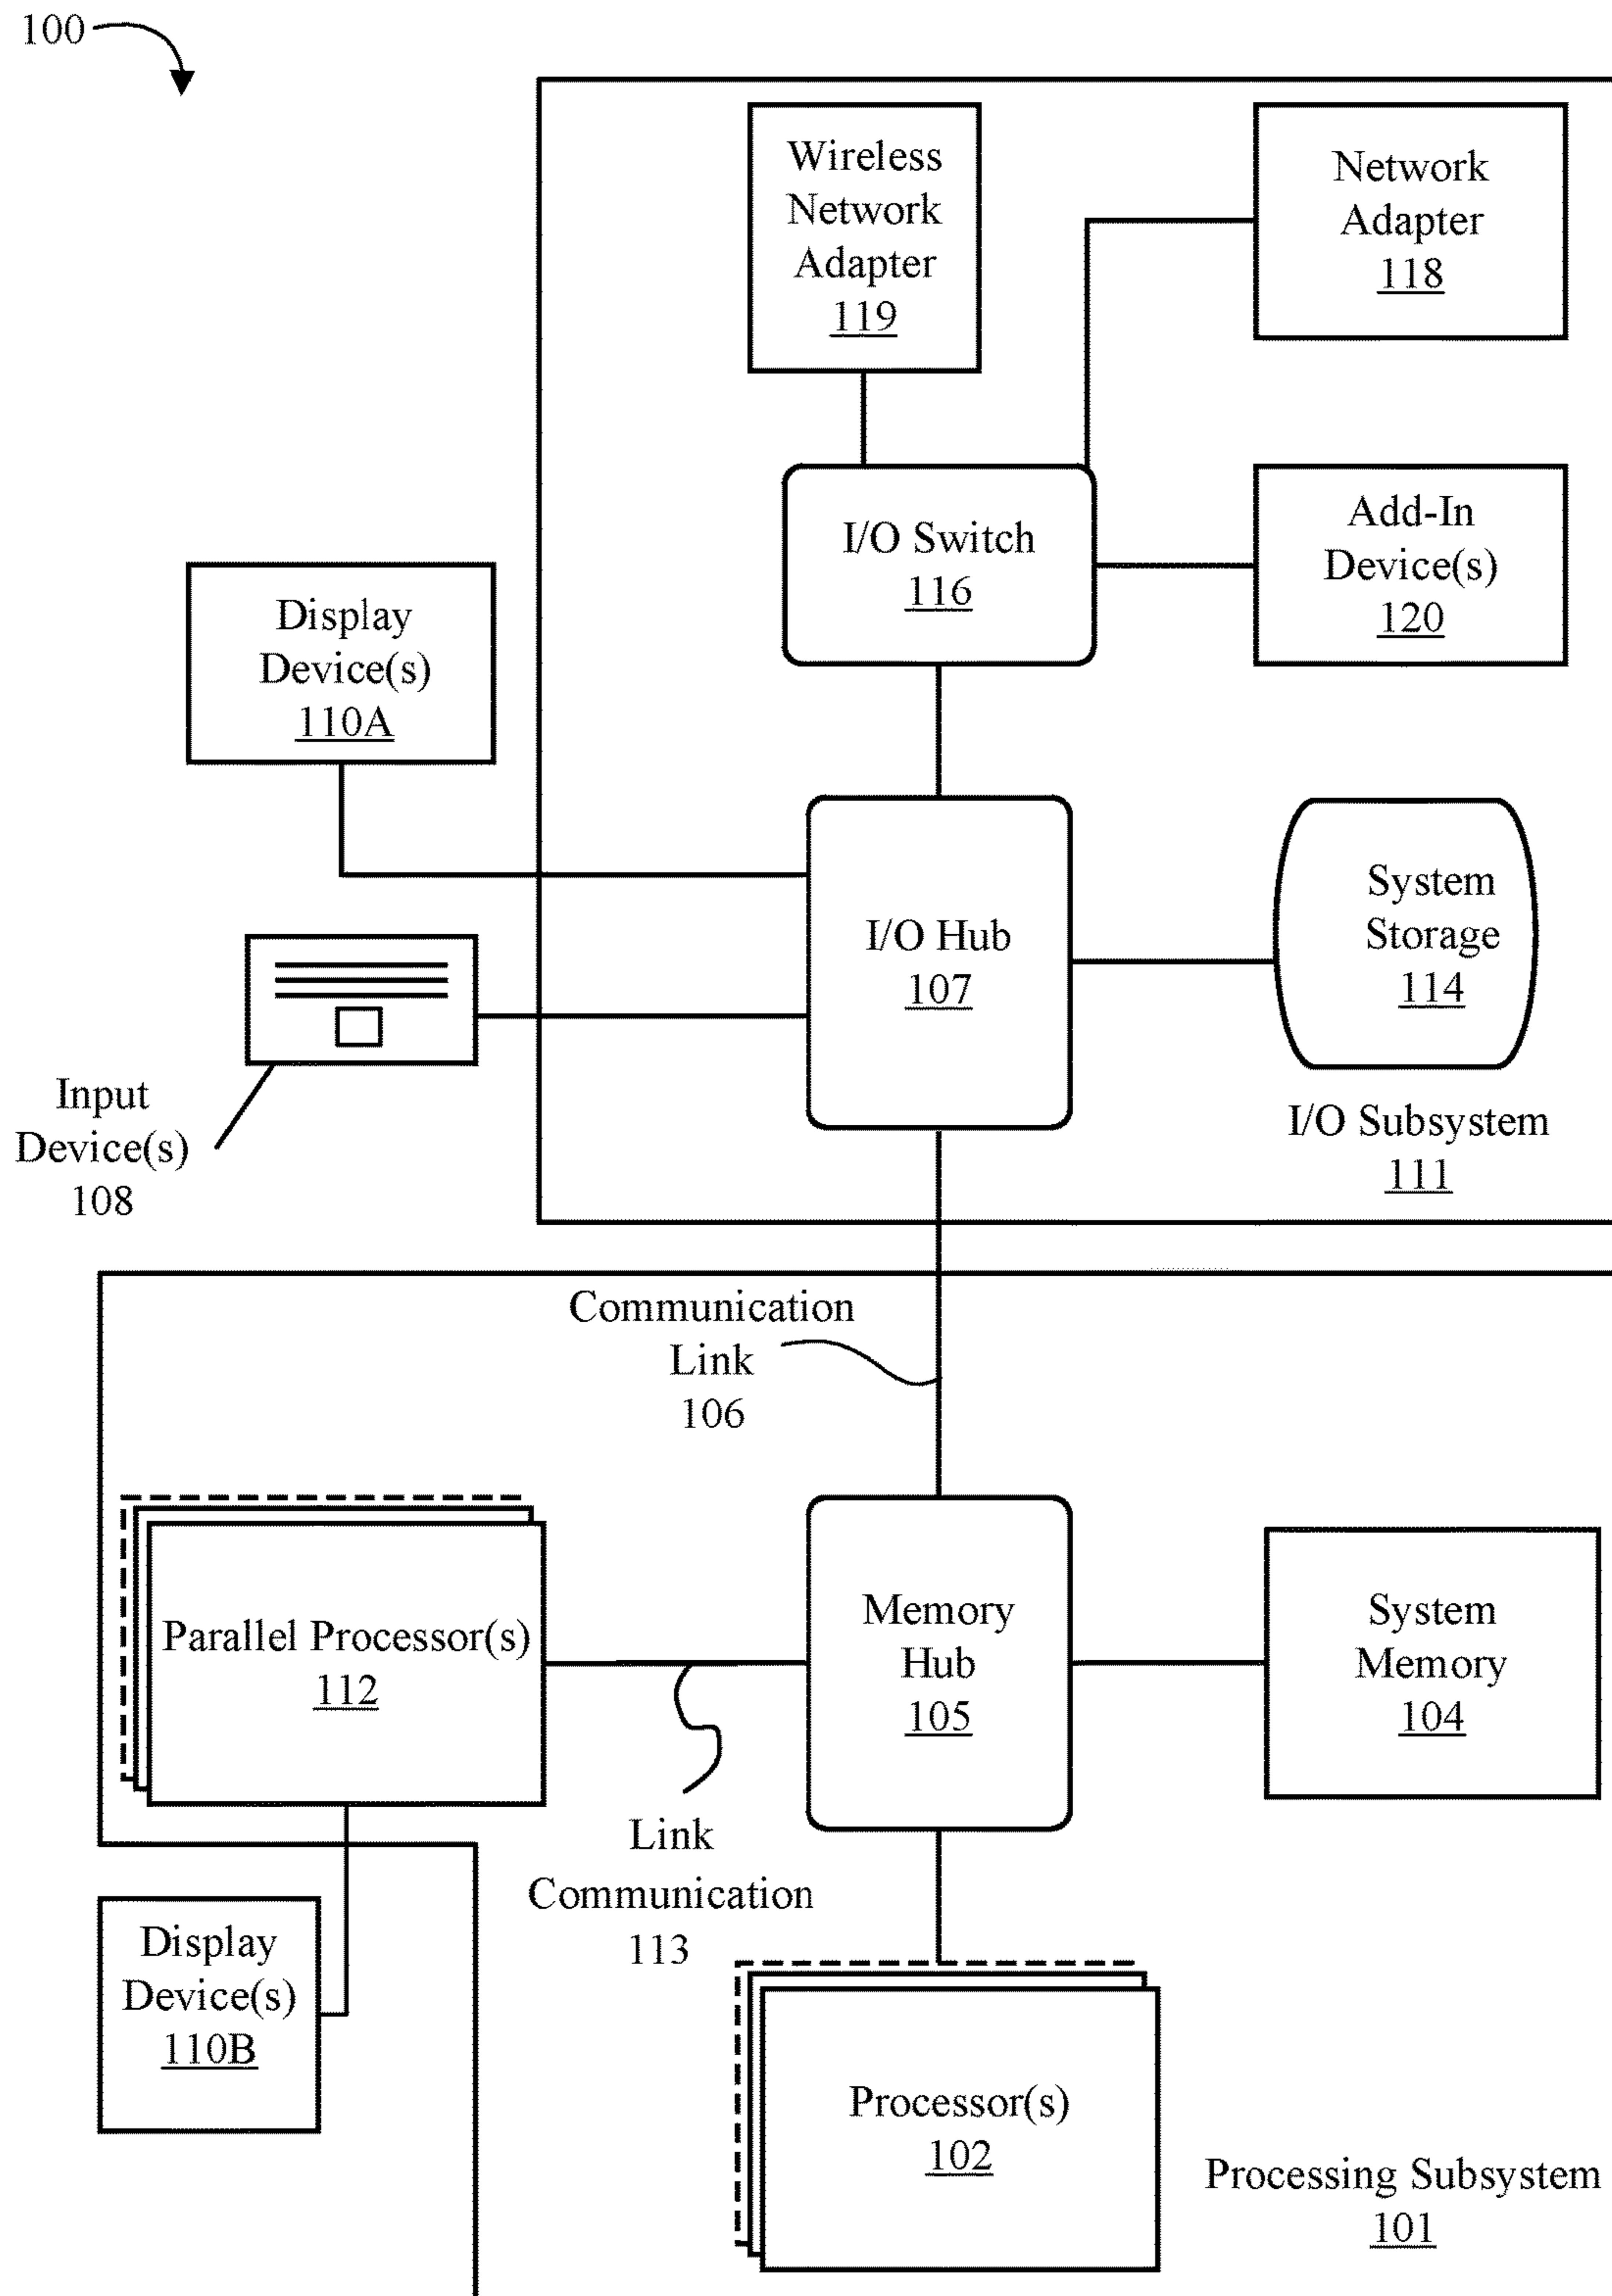 100
Wireless
Network
Adapter
119
Network
Adapter
118
I/O Switch
116
Add-In
Device(s)
120
Display
Device(s)
110A
I/O Hub
107
System
Storage
114
Input
Device(s)
108
I/O Subsystem
111
Communication
Link
106
Parallel Processor(s)
112
Memory
Hub
105
System
Memory
104
Link
Communication
113
Display
Device(s)
110B
Processor(s)
102
Processing Subsystem
101